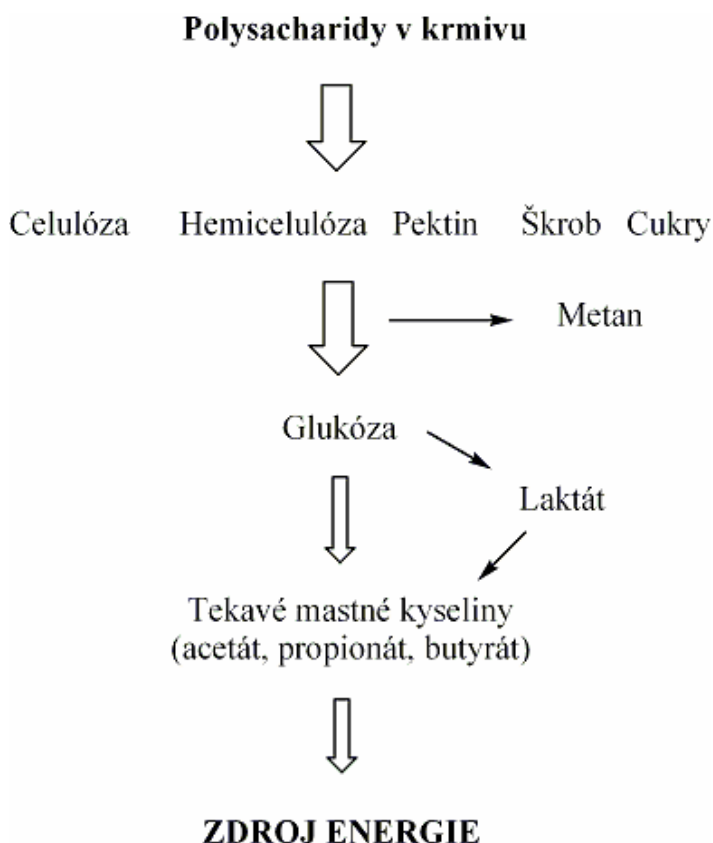 Polysacharidy v krmivu
Celulóza Hemicelulóza Pektin Škrob Cukry
Metan
Glukóza
Laktát
Tekavé mastné kyseliny
(acetát, propionát, butyrát)
ZDROJ ENERGIE